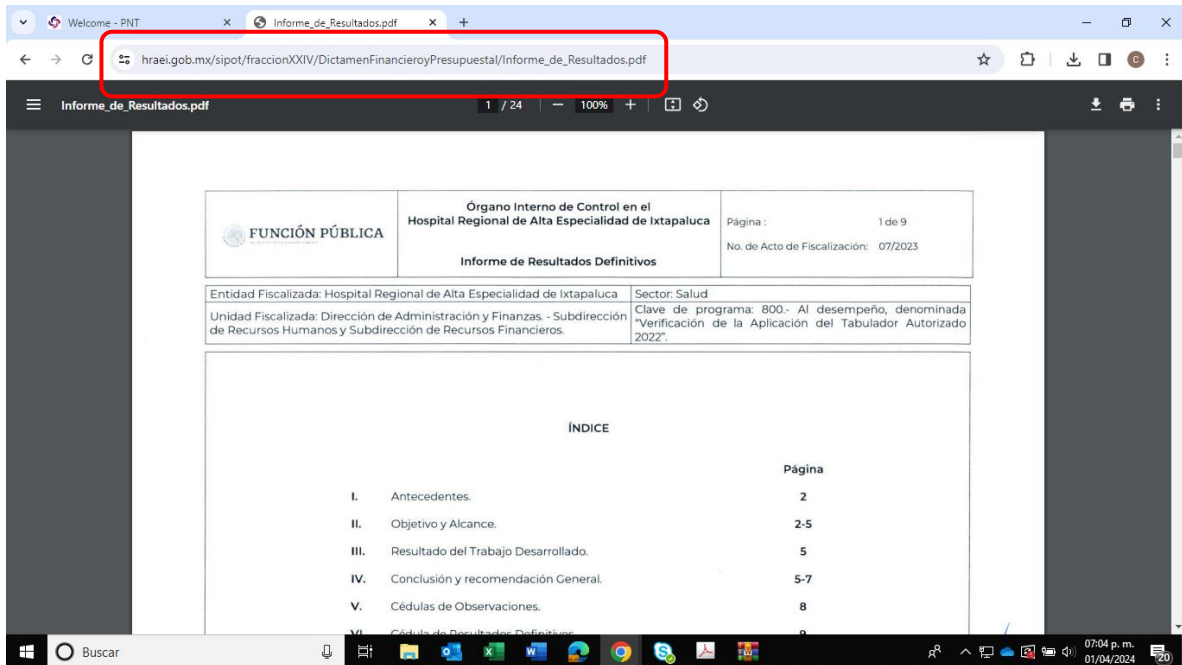 Welcome - PNT
Informe_de_Resultados.pdf
hraei.gob.mx/sipot/fraccionXXIV/DictamenFinancieroyPresupuestal/Informe_de_Resultados.pdf
C
Informe_de_Resultados.pdf
1 / 24
100%
FUNCIÓN PÚBLICA
Órgano Interno de Control en el
Hospital Regional de Alta Especialidad de Ixtapaluca
Informe de Resultados Definitivos
Página : 1 de 9
No. de Acto de Fiscalización: 07/2023
Entidad Fiscalizada: Hospital Regional de Alta Especialidad de Ixtapaluca
Sector: Salud
Unidad Fiscalizada: Dirección de Administración y Finanzas. - Subdirección
de Recursos Humanos y Subdirección de Recursos Financieros.
Clave de programa: 800.- Al desempeño, denominada
"Verificación de la Aplicación del Tabulador Autorizado
2022".
ÍNDICE
Página
I. Antecedentes. 2
II. Objetivo y Alcance. 2-5
III. Resultado del Trabajo Desarrollado. 5
IV. Conclusión y recomendación General. 5-7
V. Cédulas de Observaciones. 8
VI. Cédula de Resultados Definitivos. 9
Buscar
07:04 p. m.
01/04/2024
20